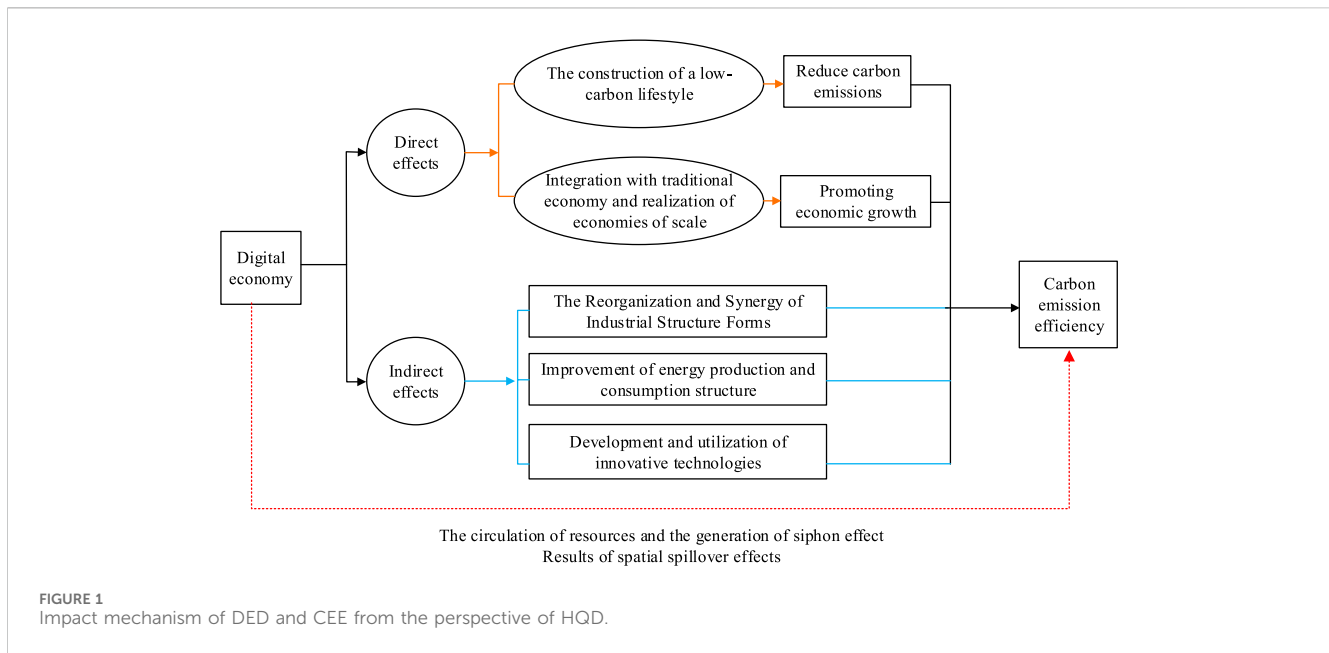 The construction of a low-
carbon lifestyle
Reduce carbon
emissions
Direct
effects
Integration with traditional
economy and realization of
economies of scale
Promoting
economic growth
Digital
economy
The Reorganization and Synergy of
Industrial Structure Forms
Carbon
emission
efficiency
Indirect
effects
Improvement of energy production and
consumption structure
Development and utilization of
innovative technologies
The circulation of resources and the generation of siphon effect
Results of spatial spillover effects
FIGURE 1
Impact mechanism of DED and CEE from the perspective of HQD.